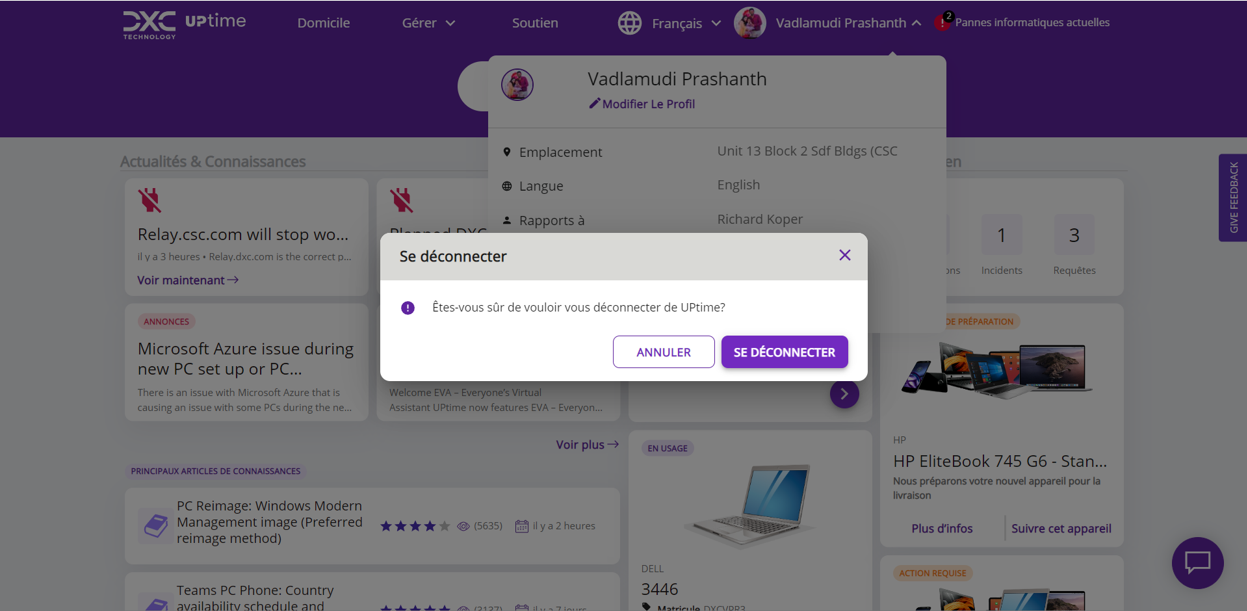 DXC TECHNOLOGY UPtime
Domicile
Gérer
Soutien
Français
Vadlamudi Prashanth
2
Pannes informatiques actuelles
Vadlamudi Prashanth
Modifier Le Profil
Emplacement
Unit 13 Block 2 Sdf Bldgs (CSC
Langue
English
Rapports à
Richard Koper
GIVE FEEDBACK
Actualités & Connaissances
en
Relay.csc.com will stop wo...
il y a 3 heures • Relay.dxc.com is the correct p...
Voir maintenant
Planned DXC
1
3
ons
Incidents
Requêtes
Se déconnecter
Êtes-vous sûr de vouloir vous déconnecter de UPtime?
ANNULER
SE DÉCONNECTER
ANNONCES
Microsoft Azure issue during
new PC set up or PC...
There is an issue with Microsoft Azure that is
causing an issue with some PCs during the ne...
Welcome EVA – Everyone's Virtual
Assistant UPtime now features EVA – Everyon...
Voir plus
DE PRÉPARATION
HP
HP EliteBook 745 G6 - Stan...
Nous préparons votre nouvel appareil pour la
livraison
Plus d'infos
Suivre cet appareil
PRINCIPAUX ARTICLES DE CONNAISSANCES
PC Reimage: Windows Modern
Management image (Preferred
reimage method)
(5635)
il y a 2 heures
Teams PC Phone: Country
availability schedule and
(3137)
il y a 7 jours
EN USAGE
DELL
3446
Matricule
ACTION REQUISE